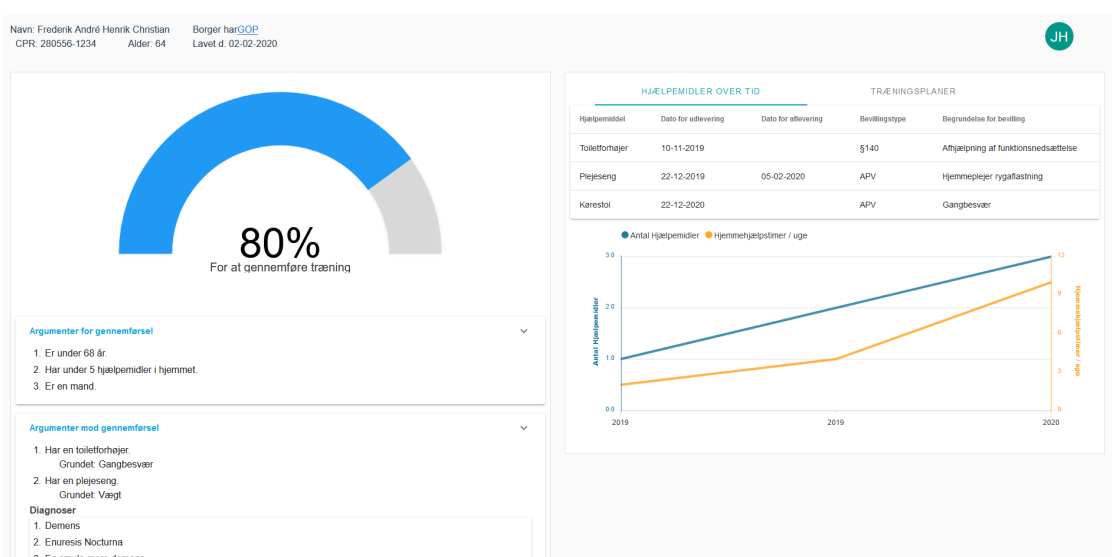 Navn: Frederik André Henrik Christian Borger har GOP
CPR: 280556-1234 Alder: 64 Lavet d. 02-02-2020
JH
80%
For at gennemføre træning
Argumenter for gennemførsel
1. Er under 68 år.
2. Har under 5 hjælpemidler i hjemmet.
3. Er en mand.
Argumenter mod gennemførsel
1. Har en toiletforhøjer.
Grundet: Gangbesvær
2. Har en plejeseng.
Grundet: Vægt
Diagnoser
1. Demens
2. Enuresis Nocturna
HJÆLPEMIDLER OVER TID TRÆNINGSPLANER
Hjælpemiddel Dato for udlevering Dato for aflevering Bevillingstype Begrundelse for bevilling
Toiletforhøjer 10-11-2019 §140 Afhjælpning af funktionsnedsættelse
Plejeseng 22-12-2019 05-02-2020 APV Hjemmeplejer rygaflastning
Kørestol 22-12-2020 APV Gangbesvær
Antal Hjælpemidler Hjemmehjælpstimer / uge
3.0 12
9
2.0
6
1.0
3
0.0 0
Antal Hjælpemidler
Hjemmehjælpstimer / uge
2019 2019 2020